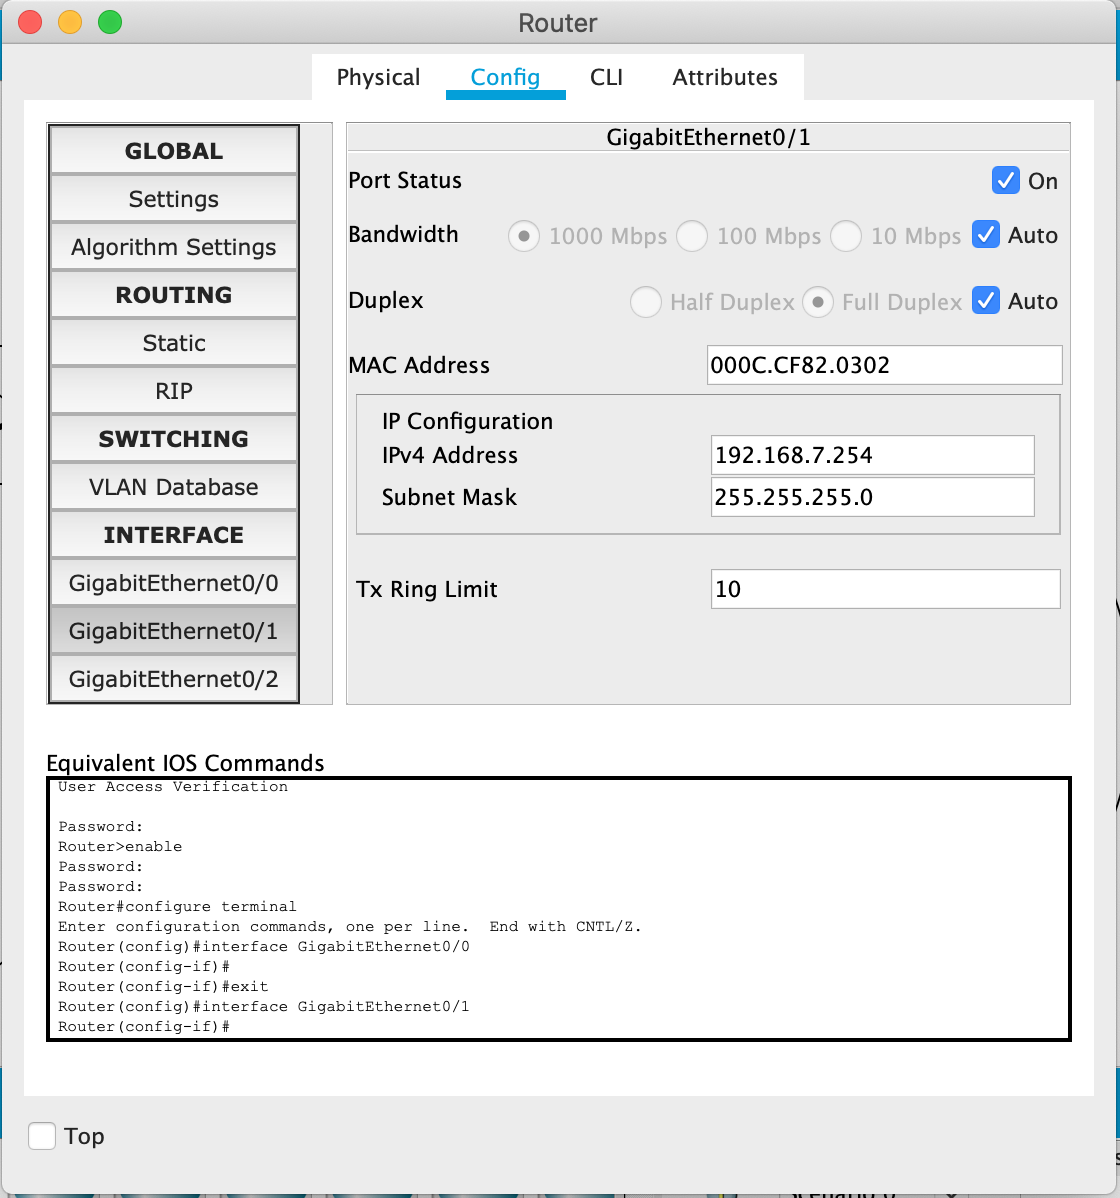 Router
Physical Config CLI Attributes
GLOBAL
Settings
Algorithm Settings
ROUTING
Static
RIP
SWITCHING
VLAN Database
INTERFACE
GigabitEthernet0/0
GigabitEthernet0/1
GigabitEthernet0/2
GigabitEthernet0/1
Port Status On
Bandwidth 1000 Mbps 100 Mbps 10 Mbps Auto
Duplex Half Duplex Full Duplex Auto
MAC Address 000C.CF82.0302
IP Configuration
IPv4 Address 192.168.7.254
Subnet Mask 255.255.255.0
Tx Ring Limit 10
Equivalent IOS Commands
User Access Verification
Password:
Router>enable
Password:
Password:
Router#configure terminal
Enter configuration commands, one per line.  End with CNTL/Z.
Router(config)#interface GigabitEthernet0/0
Router(config-if)#
Router(config-if)#exit
Router(config)#interface GigabitEthernet0/1
Router(config-if)#
Top